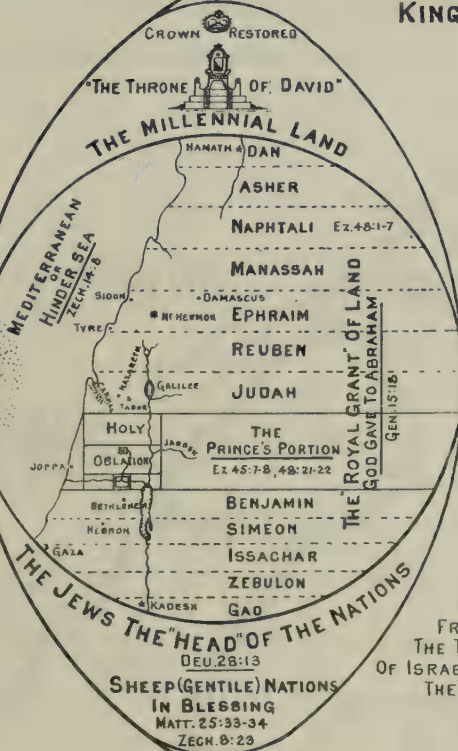 KING
CROWN RESTORED
"THE THRONE OF DAVID"
THE MILLENNIAL LAND
HAMATH DAN
ASHER
NAPHTALI EZ.48:1-7
MANASSAH
MEDITERRANEAN
OR
HINDER SEA
ZECH.14:8
SIDON
DAMASCUS
MT HERMON EPHRAIM
TYRE
REUBEN
NAZARETH
GALILEE
JUDAH
CARMEL
TABOR
THE "ROYAL GRANT" OF LAND
GOD GAVE TO ABRAHAM
GEN.15:18
HOLY
OBLATION
JABBOK
THE
PRINCE'S PORTION
EZ.45:7-8, 48:21-22
JOPPA
BETHLEHEM
BENJAMIN
HEBRON
SIMEON
GAZA
ISSACHAR
ZEBULON
KADESH
GAD
THE JEWS THE "HEAD" OF THE NATIONS
DEU.28:13
SHEEP (GENTILE) NATIONS
IN BLESSING
MATT.25:33-34
ZECH.8:23
FR
THE T
OF ISRAE
THE